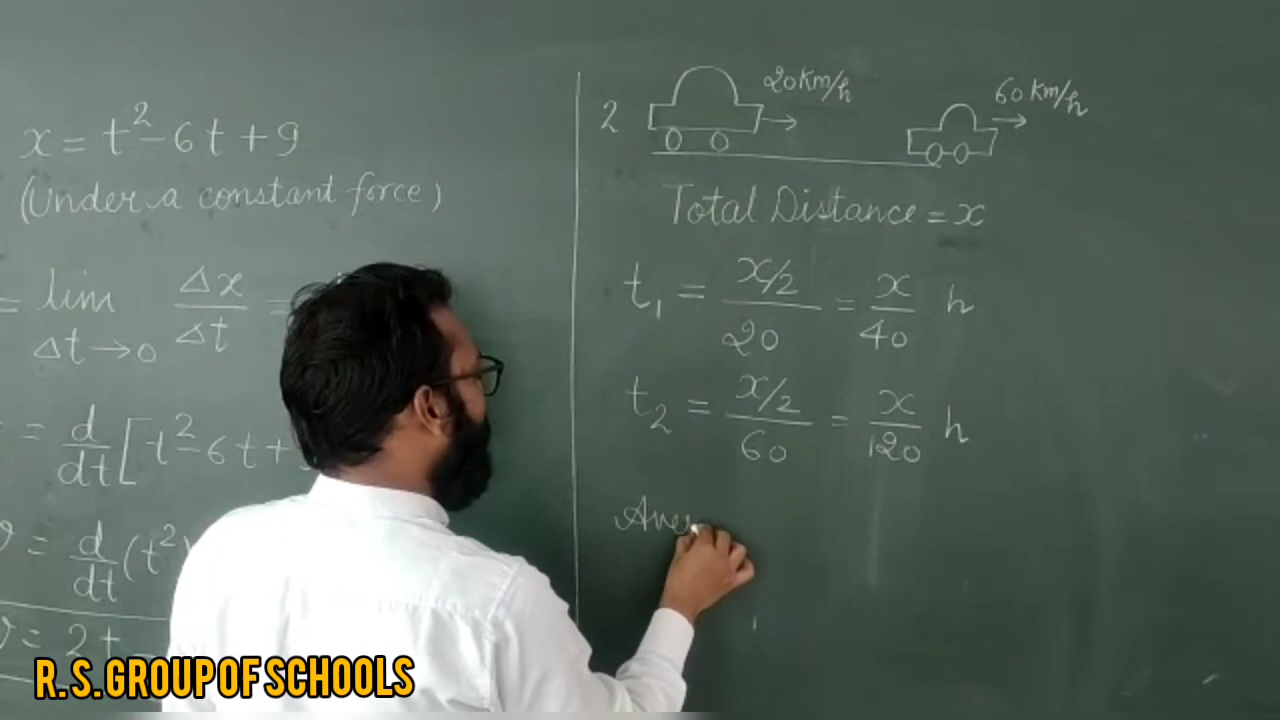 x = t² - 6t + 9
(Under a constant force)
= lim Δx/Δt =
Δt→0
= d/dt [t² - 6t +
= d/dt (t²)
v = 2t
2 20 Km/h 60 Km/h
Total Distance = x
t₁ = x/2 / 20 = x/40 h
t₂ = x/2 / 60 = x/120 h
Aver
R. S. GROUP OF SCHOOLS